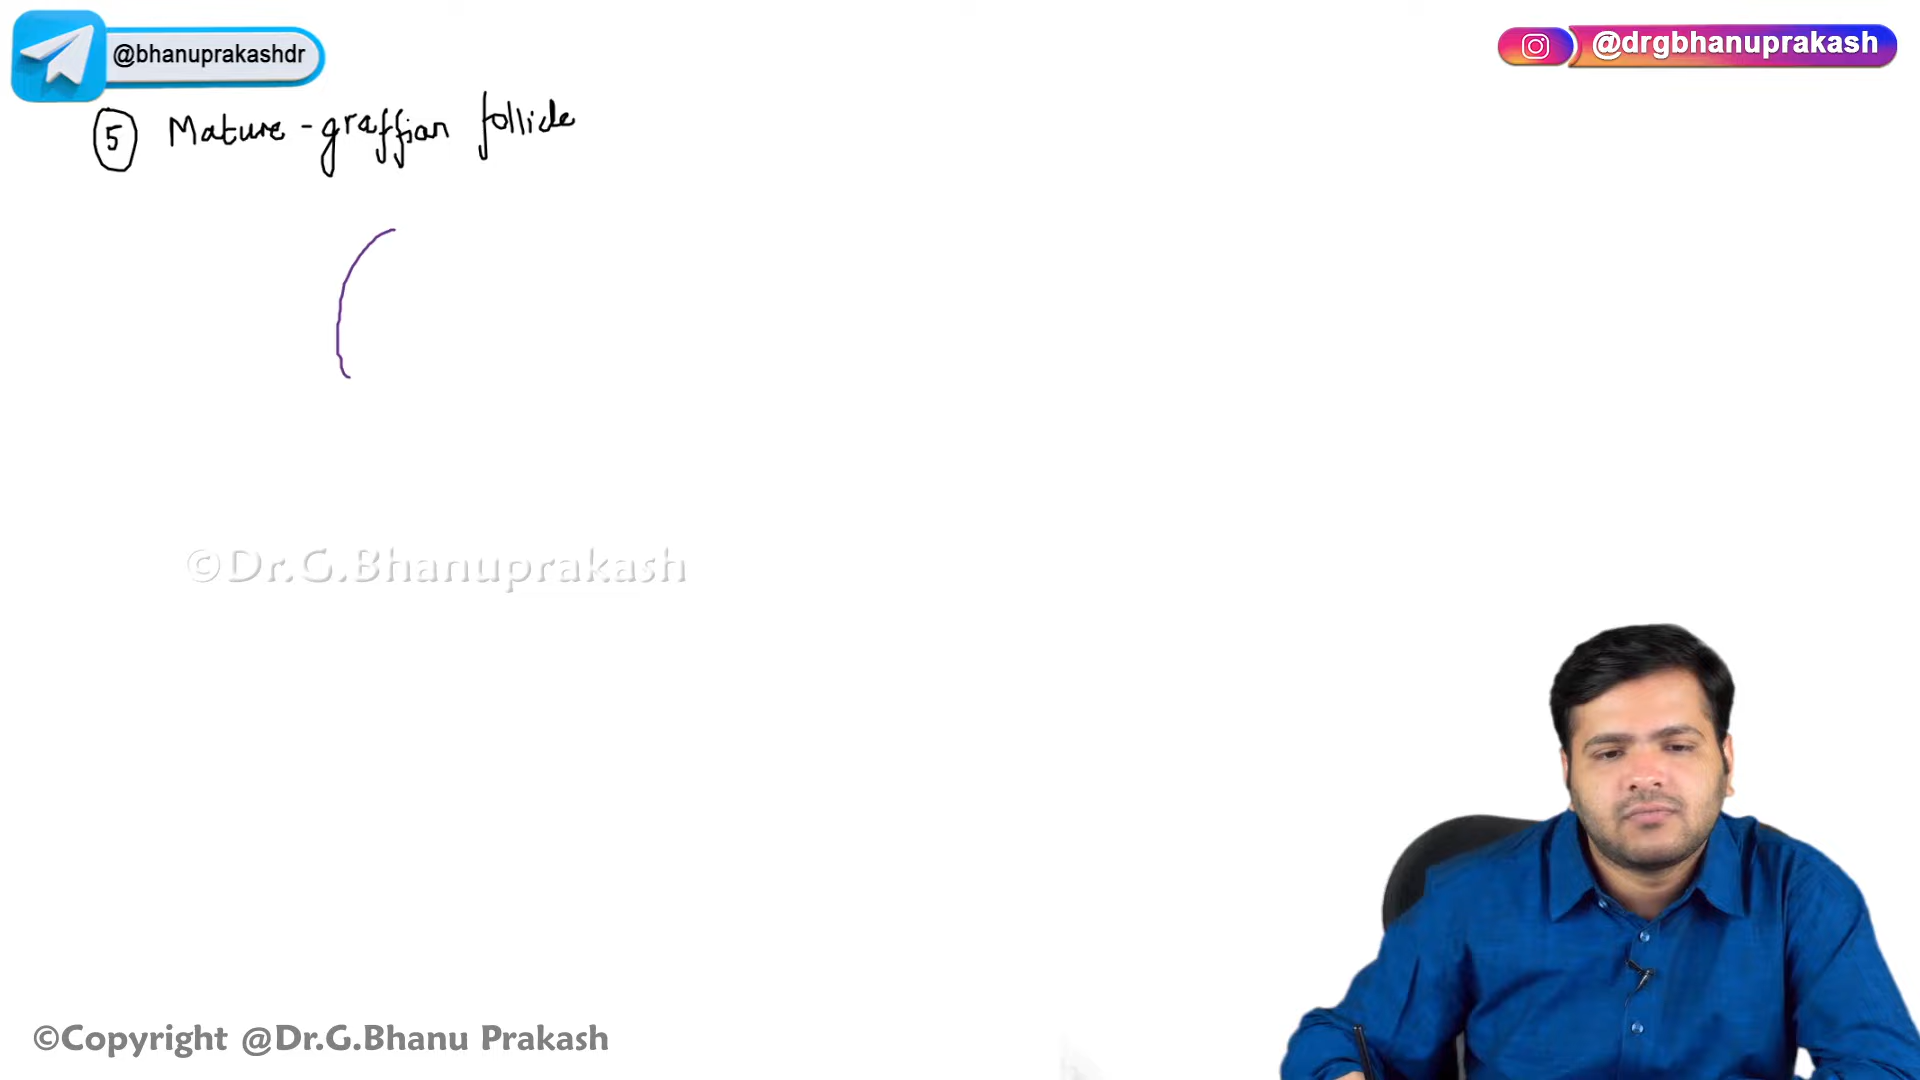 @bhanuprakashdr
@drgbhanuprakash
5 Mature - graffian follicle
©Dr.G.Bhanuprakash
©Copyright @Dr.G.Bhanu Prakash